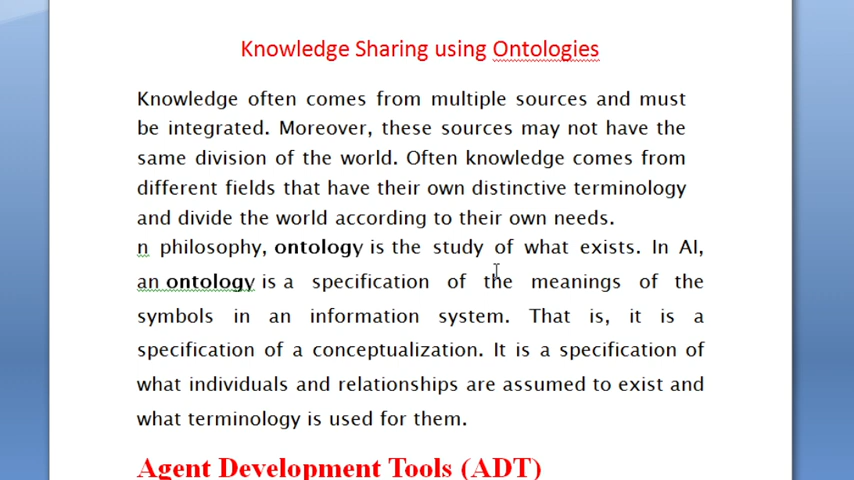 Knowledge Sharing using Ontologies
Knowledge often comes from multiple sources and must
be integrated. Moreover, these sources may not have the
same division of the world. Often knowledge comes from
different fields that have their own distinctive terminology
and divide the world according to their own needs.
n philosophy, ontology is the study of what exists. In AI,
an ontology is a specification of the meanings of the
symbols in an information system. That is, it is a
specification of a conceptualization. It is a specification of
what individuals and relationships are assumed to exist and
what terminology is used for them.
Agent Development Tools (ADT)